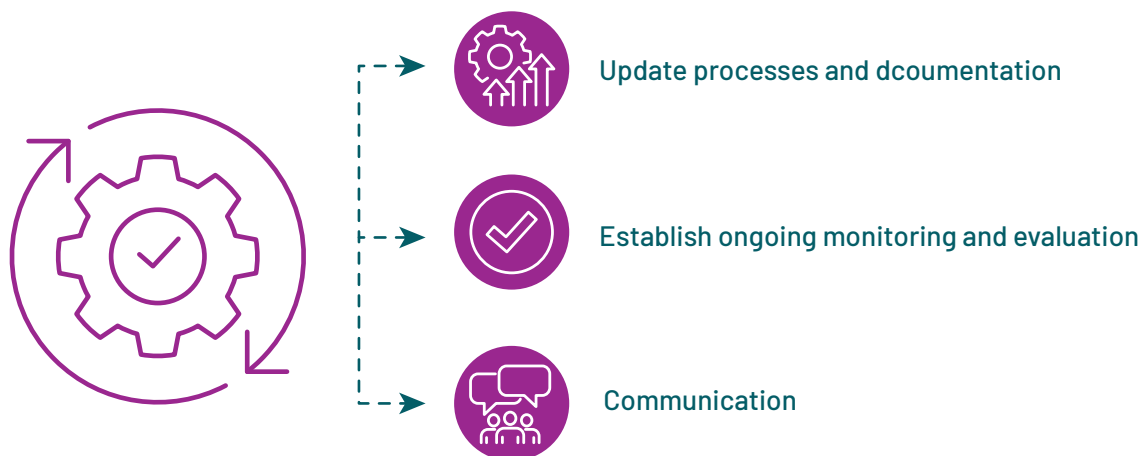 Update processes and dcoumentation
Establish ongoing monitoring and evaluation
Communication